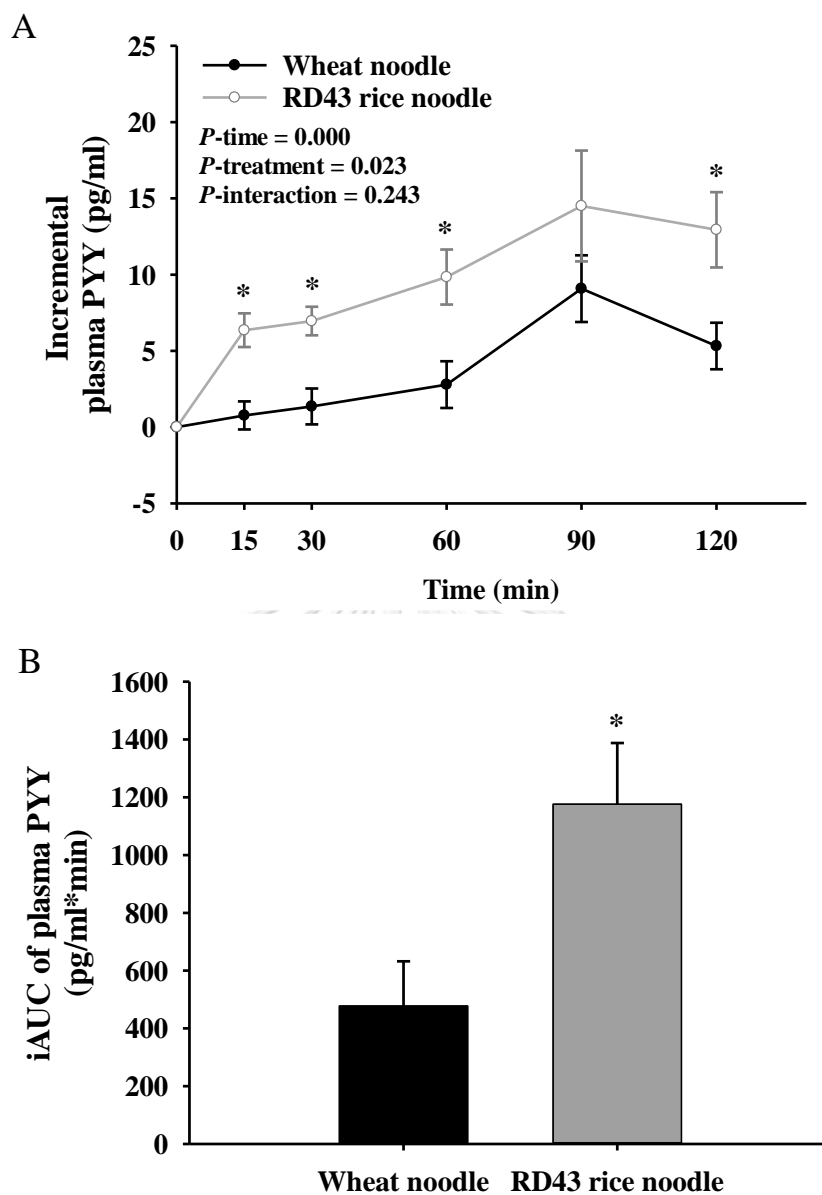 A
25
20
15
10
5
0
-5
Incremental
plasma PYY (pg/ml)
Wheat noodle
RD43 rice noodle
P-time = 0.000
P-treatment = 0.023
P-interaction = 0.243
* * * *
0 15 30 60 90 120
Time (min)
B
1600
1400
1200
1000
800
600
400
200
0
iAUC of plasma PYY
(pg/ml*min)
*
Wheat noodle RD43 rice noodle